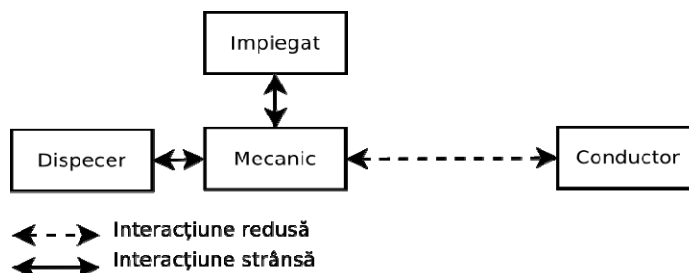 Impiegat
Dispecer
Mecanic
Conductor
Interacțiune redusă
Interacțiune strânsă